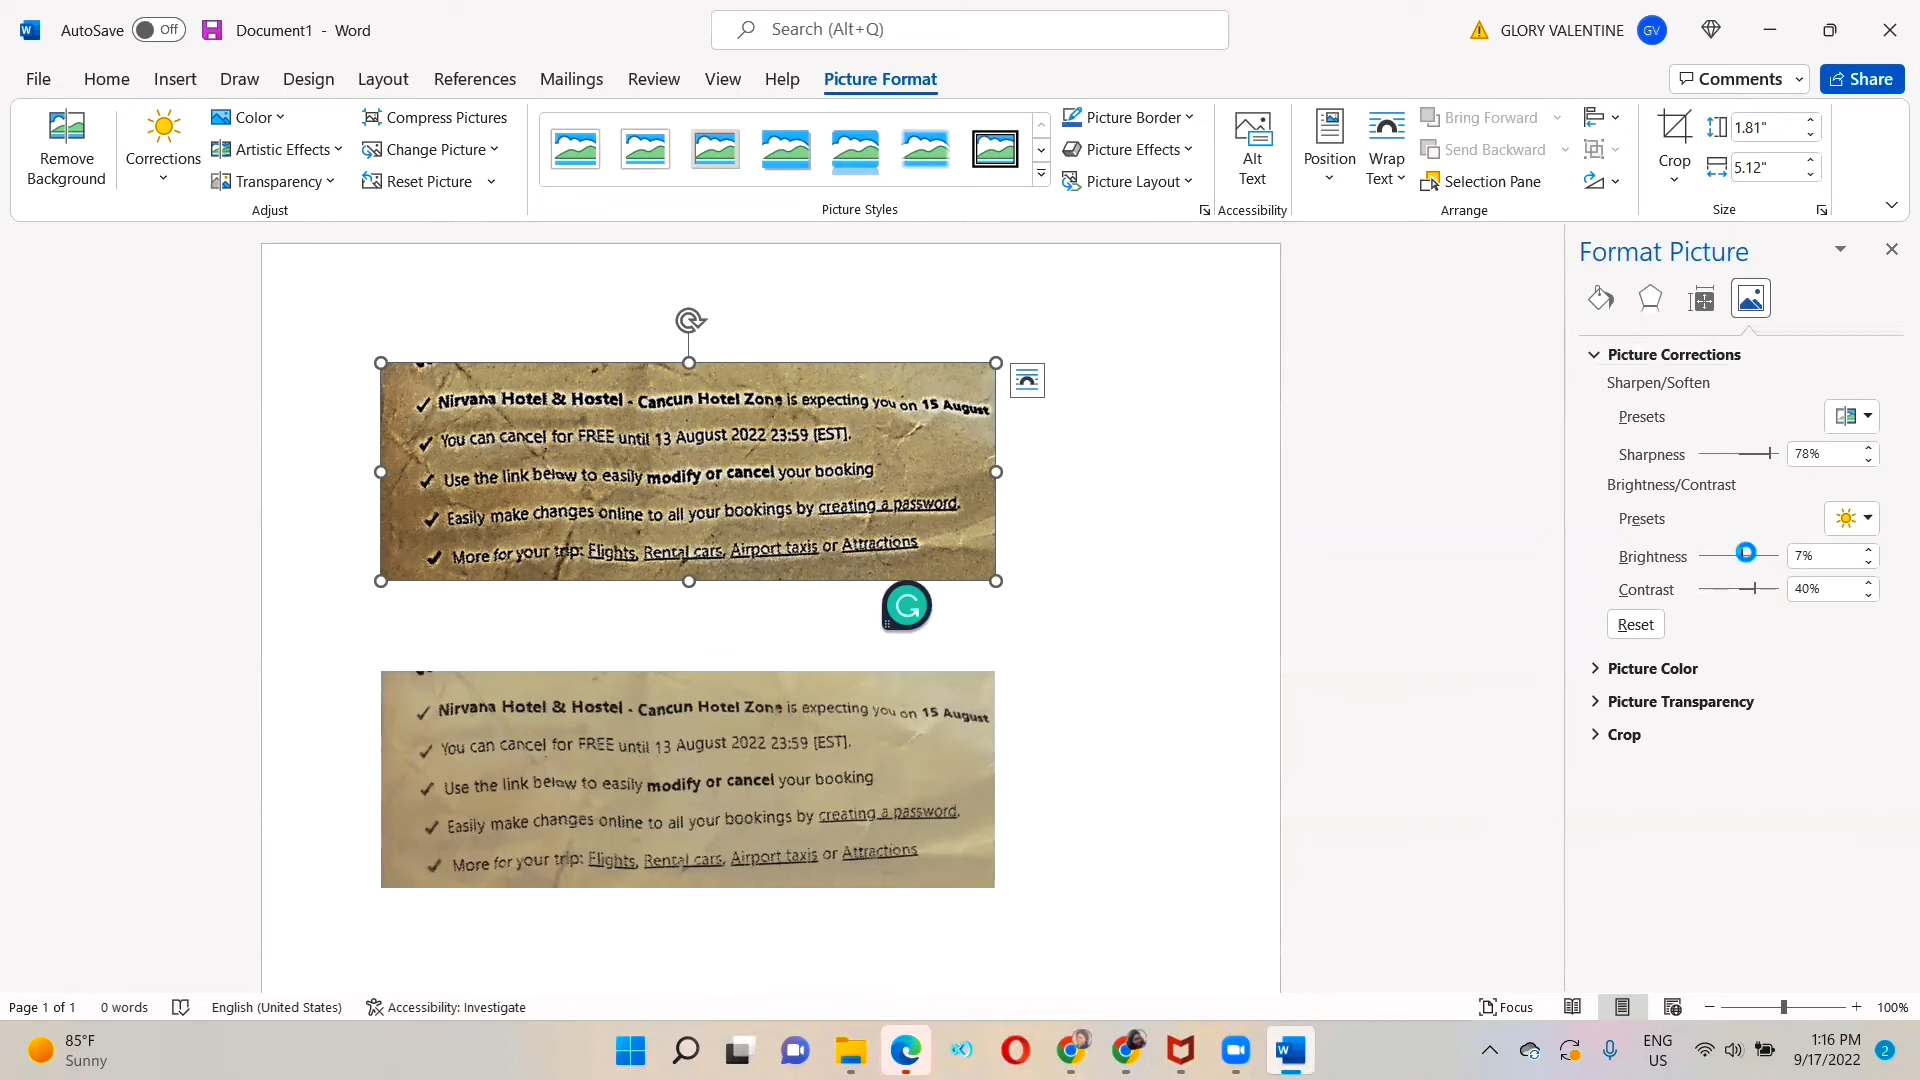 AutoSave Off Document1 - Word Search (Alt+Q) GLORY VALENTINE GV
File Home Insert Draw Design Layout References Mailings Review View Help Picture Format Comments Share
Remove Background
Corrections
Color
Artistic Effects
Transparency
Compress Pictures
Change Picture
Reset Picture
Adjust
Picture Styles
Picture Border
Picture Effects
Picture Layout
Alt Text
Accessibility
Position
Wrap Text
Bring Forward
Send Backward
Selection Pane
Arrange
Crop
1.81"
5.12"
Size
Nirvana Hotel & Hostel - Cancun Hotel Zone is expecting you on 15 August
You can cancel for FREE until 13 August 2022 23:59 [EST].
Use the link below to easily modify or cancel your booking
Easily make changes online to all your bookings by creating a password.
More for your trip: Flights, Rental cars, Airport taxis or Attractions
Nirvana Hotel & Hostel - Cancun Hotel Zone is expecting you on 15 August
You can cancel for FREE until 13 August 2022 23:59 [EST].
Use the link below to easily modify or cancel your booking
Easily make changes online to all your bookings by creating a password.
More for your trip: Flights, Rental cars, Airport taxis or Attractions
Format Picture
Picture Corrections
Sharpen/Soften
Presets
Sharpness 78%
Brightness/Contrast
Presets
Brightness 7%
Contrast 40%
Reset
Picture Color
Picture Transparency
Crop
Page 1 of 1 0 words English (United States) Accessibility: Investigate Focus 100%
85°F
Sunny
ENG
US
1:16 PM
9/17/2022
2